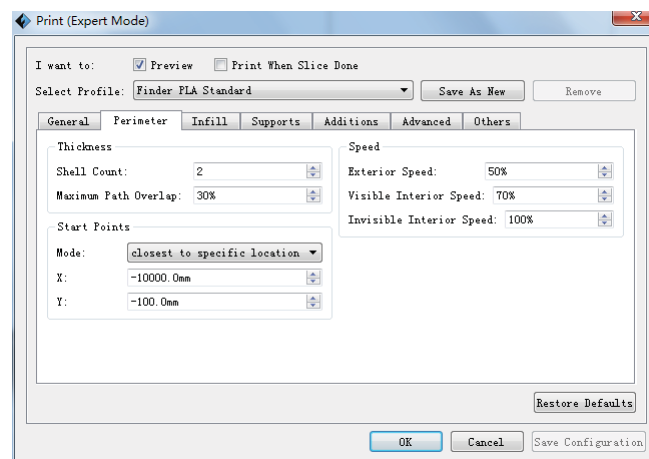 Print (Expert Mode)
I want to: Preview Print When Slice Done
Select Profile: Finder PLA Standard Save As New Remove
General Perimeter Infill Supports Additions Advanced Others
Thickness
Shell Count: 2
Maximum Path Overlap: 30%
Start Points
Mode: closest to specific location
X: -10000.0mm
Y: -100.0mm
Speed
Exterior Speed: 50%
Visible Interior Speed: 70%
Invisible Interior Speed: 100%
Restore Defaults
OK Cancel Save Configuration